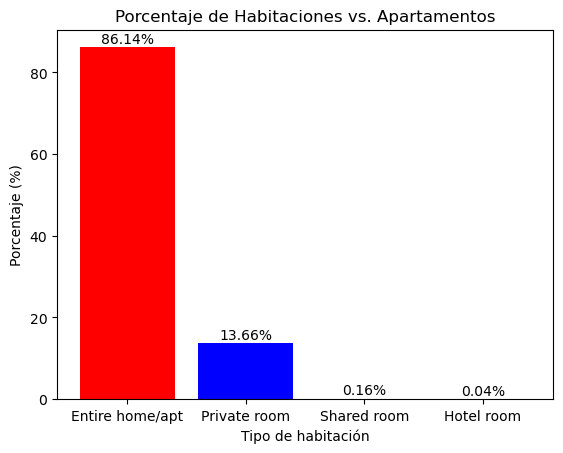 Porcentaje de Habitaciones vs. Apartamentos
86.14%
13.66%
0.16%
0.04%
Porcentaje (%)
80
60
40
20
0
Entire home/apt
Private room
Shared room
Hotel room
Tipo de habitación